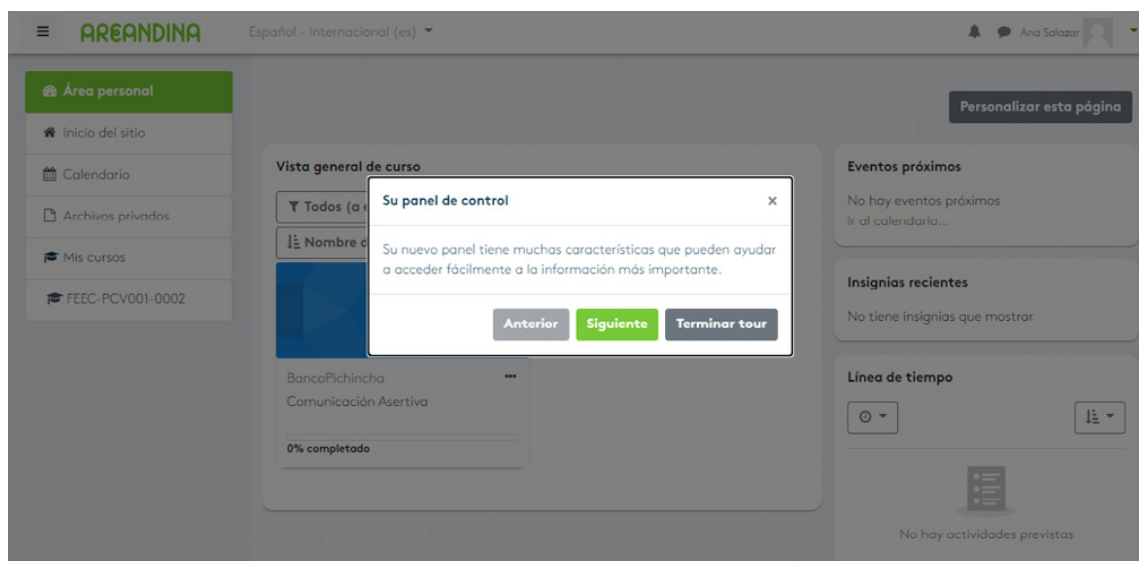 AREANDINA
Español - Internacional (es)
Ana Salazar
Área personal
Inicio del sitio
Calendario
Archivos privados
Mis cursos
FEEC-PCV001-0002
Personalizar esta página
Vista general de curso
Todos (a
Nombre d
Su panel de control
×
Su nuevo panel tiene muchas características que pueden ayudar
a acceder fácilmente a la información más importante.
Anterior Siguiente Terminar tour
BancoPichincha
Comunicación Asertiva
0% completado
Eventos próximos
No hay eventos próximos
Ir al calendario...
Insignias recientes
No tiene insignias que mostrar
Línea de tiempo
No hay actividades previstas